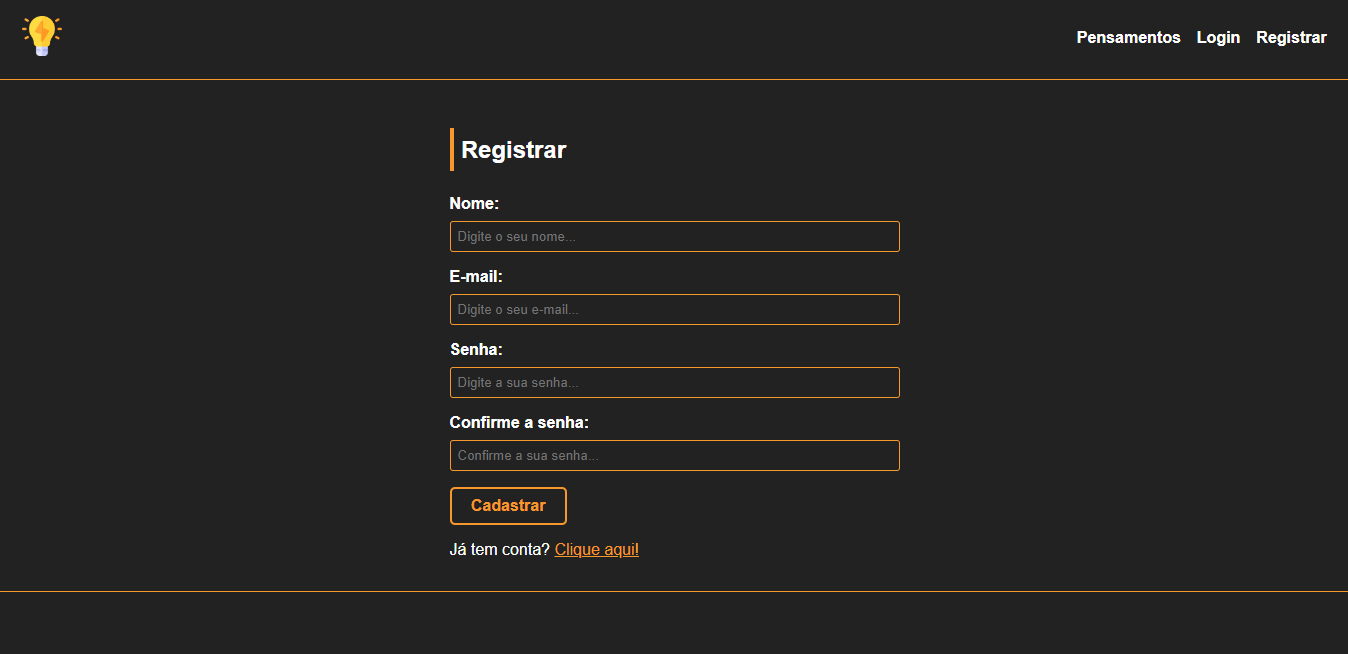 Pensamentos Login Registrar
Registrar
Nome:
Digite o seu nome...
E-mail:
Digite o seu e-mail...
Senha:
Digite a sua senha...
Confirme a senha:
Confirme a sua senha...
Cadastrar
Já tem conta? Clique aqui!